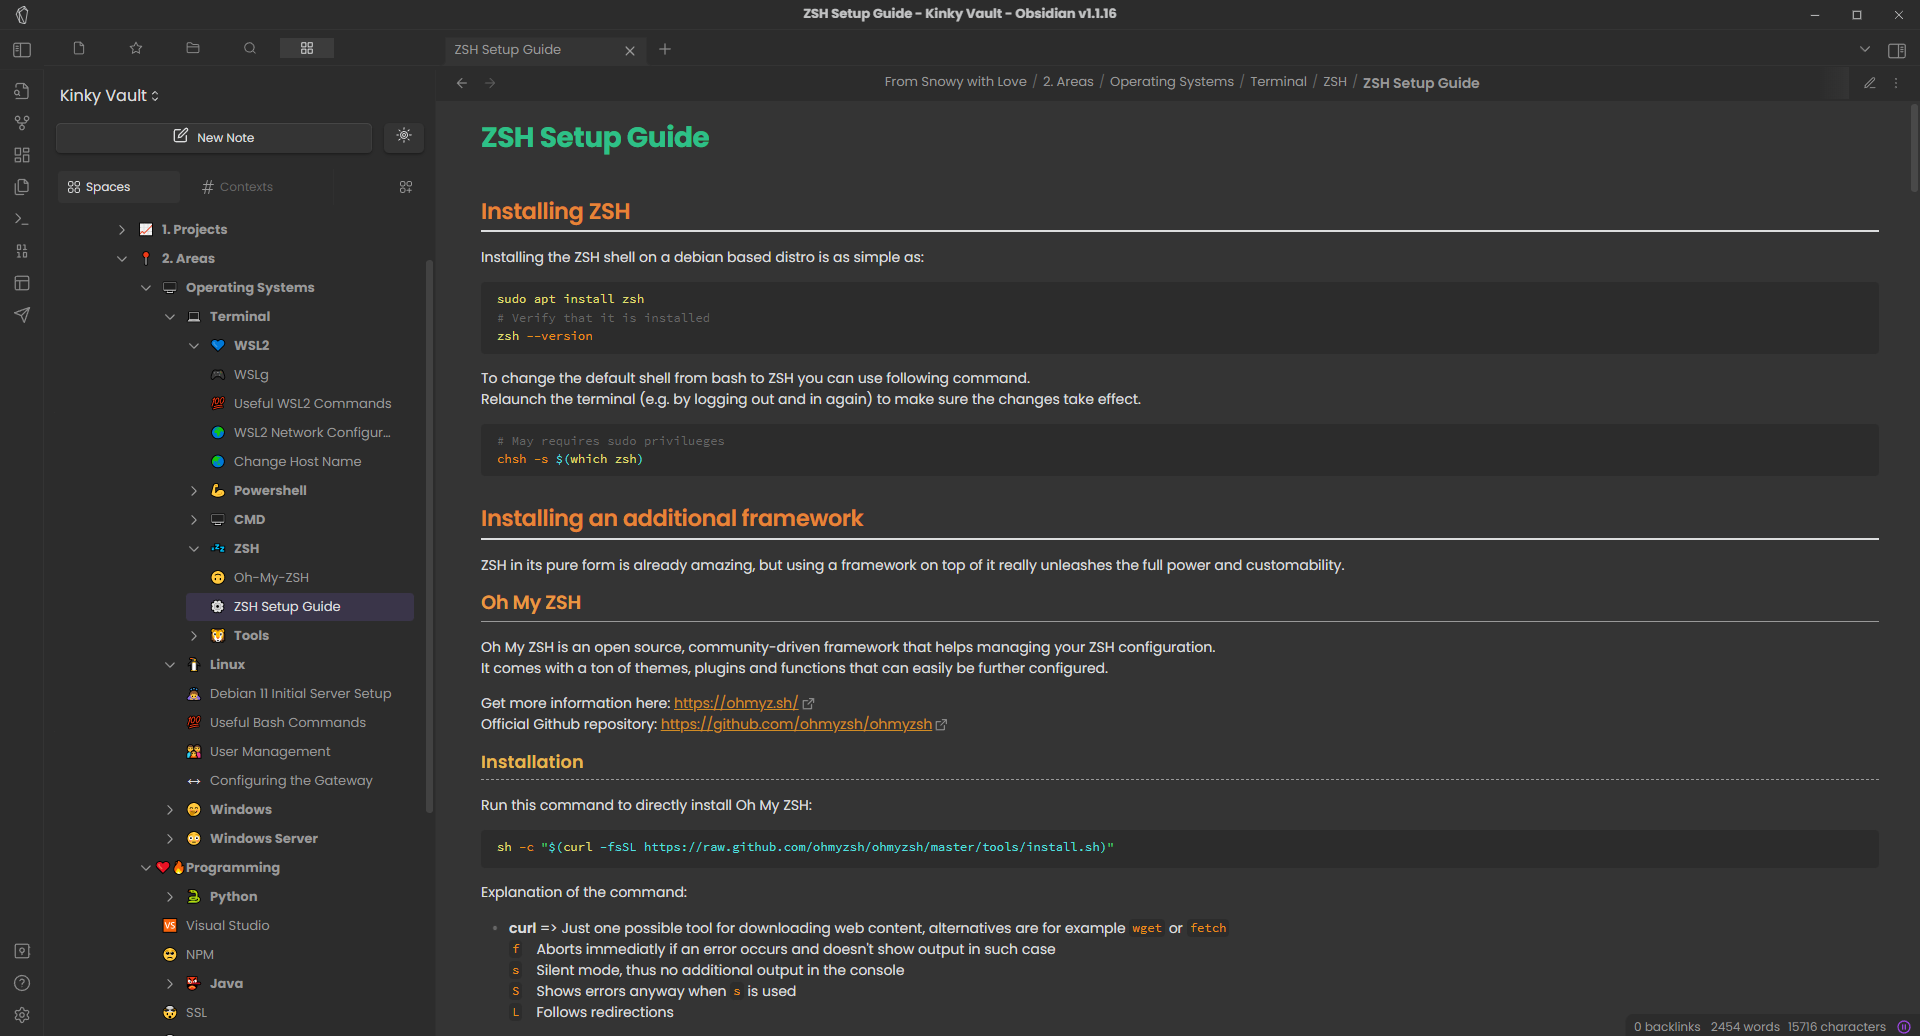 ZSH Setup Guide - Kinky Vault - Obsidian v1.1.16
ZSH Setup Guide
From Snowy with Love / 2. Areas / Operating Systems / Terminal / ZSH / ZSH Setup Guide
Kinky Vault
New Note
Spaces
# Contexts
1. Projects
2. Areas
Operating Systems
Terminal
WSL2
WSLg
Useful WSL2 Commands
WSL2 Network Configur...
Change Host Name
Powershell
CMD
ZSH
Oh-My-ZSH
ZSH Setup Guide
Tools
Linux
Debian 11 Initial Server Setup
Useful Bash Commands
User Management
Configuring the Gateway
Windows
Windows Server
Programming
Python
Visual Studio
NPM
Java
SSL
ZSH Setup Guide
Installing ZSH
Installing the ZSH shell on a debian based distro is as simple as:
sudo apt install zsh
# Verify that it is installed
zsh --version
To change the default shell from bash to ZSH you can use following command.
Relaunch the terminal (e.g. by logging out and in again) to make sure the changes take effect.
# May requires sudo privilueges
chsh -s $(which zsh)
Installing an additional framework
ZSH in its pure form is already amazing, but using a framework on top of it really unleashes the full power and customability.
Oh My ZSH
Oh My ZSH is an open source, community-driven framework that helps managing your ZSH configuration.
It comes with a ton of themes, plugins and functions that can easily be further configured.
Get more information here: https://ohmyz.sh/
Official Github repository: https://github.com/ohmyzsh/ohmyzsh
Installation
Run this command to directly install Oh My ZSH:
sh -c "$(curl -fsSL https://raw.github.com/ohmyzsh/ohmyzsh/master/tools/install.sh)"
Explanation of the command:
curl => Just one possible tool for downloading web content, alternatives are for example wget or fetch
f Aborts immediatly if an error occurs and doesn't show output in such case
s Silent mode, thus no additional output in the console
S Shows errors anyway when s is used
L Follows redirections
0 backlinks 2454 words 15716 characters